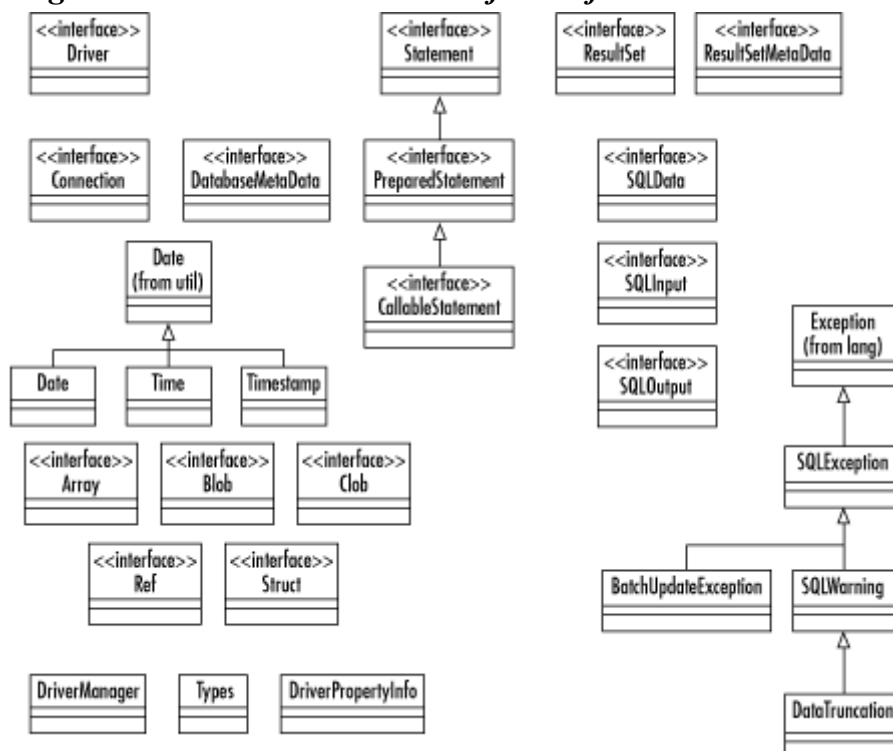 <<interface>>
Driver
<<interface>>
Statement
<<interface>>
ResultSet
<<interface>>
ResultSetMetaData
<<interface>>
Connection
<<interface>>
DatabaseMetaData
<<interface>>
PreparedStatement
<<interface>>
SQLData
Date
(from util)
<<interface>>
CallableStatement
<<interface>>
SQLInput
Exception
(from lang)
Date
Time
Timestamp
<<interface>>
SQLOutput
<<interface>>
Array
<<interface>>
Blob
<<interface>>
Clob
SQLException
<<interface>>
Ref
<<interface>>
Struct
BatchUpdateException
SQLWarning
DriverManager
Types
DriverPropertyInfo
DataTruncation